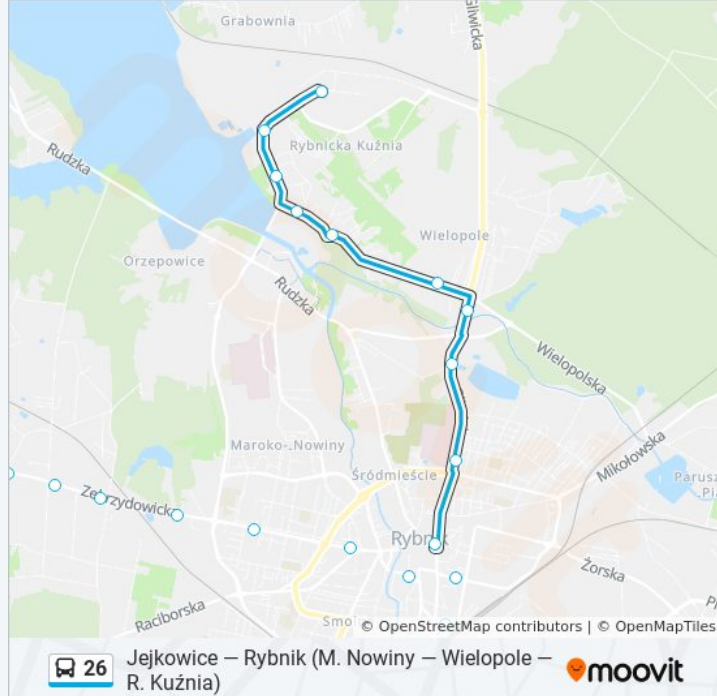 Grabownia
Gliwicka
Rudzka
Rybnicka Kuźnia
Wielopole
Orzepowice
Rudzka
Wielopolska
Maroko-Nowiny
Mikołowska
Śródmieście
Zebrzydowicka
Rybnik
Żorska
Raciborska
© OpenStreetMap contributors | © OpenMapTiles
26
Jejkowice — Rybnik (M. Nowiny — Wielopole —
R. Kuźnia)
moovit